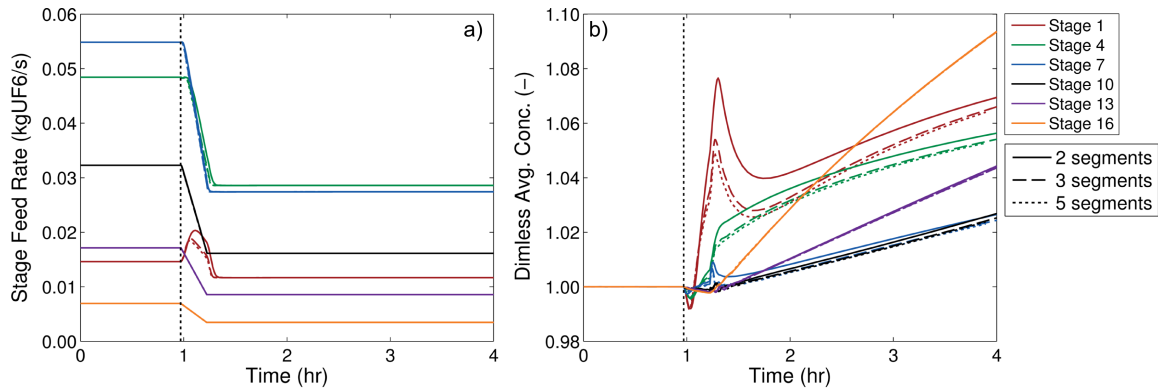 a)
0.06
0.05
0.04
0.03
0.02
0.01
0.00
Stage Feed Rate (kgUF6/s)
0 1 2 3 4
Time (hr)
b)
1.10
1.08
1.06
1.04
1.02
1.00
0.98
Dimless Avg. Conc. (−)
0 1 2 3 4
Time (hr)
Stage 1
Stage 4
Stage 7
Stage 10
Stage 13
Stage 16
2 segments
3 segments
5 segments